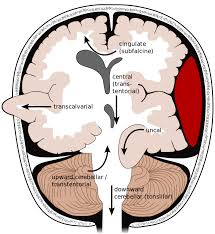 cingulate
(subfalcine)
central
(trans-
tentorial)
transcalvarial
uncal
upward cerebellar /
transtentorial
downward
cerebellar (tonsillar)